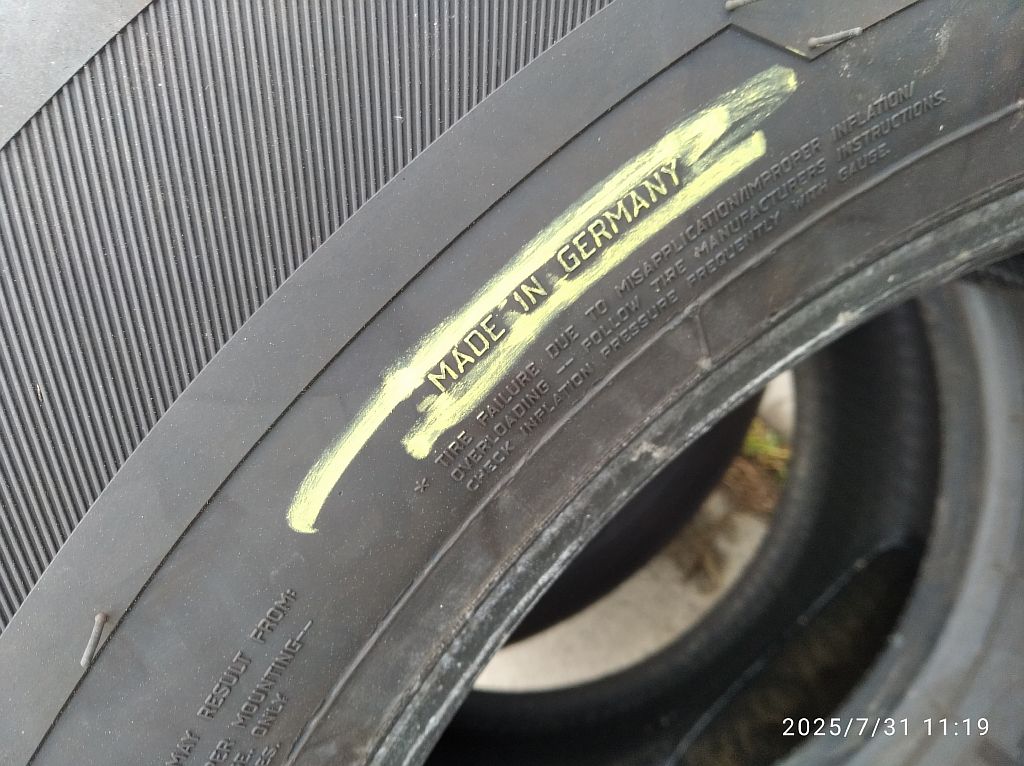 MADE IN GERMANY
* TIRE FAILURE DUE TO MISAPPLICATION/IMPROPER INFLATION/
OVERLOADING -- FOLLOW TIRE MANUFACTURERS INSTRUCTIONS.
CHECK INFLATION PRESSURE FREQUENTLY WITH GAUGE.
MAY RESULT FROM:
MOUNTING--
ONLY
2025/7/31 11:19